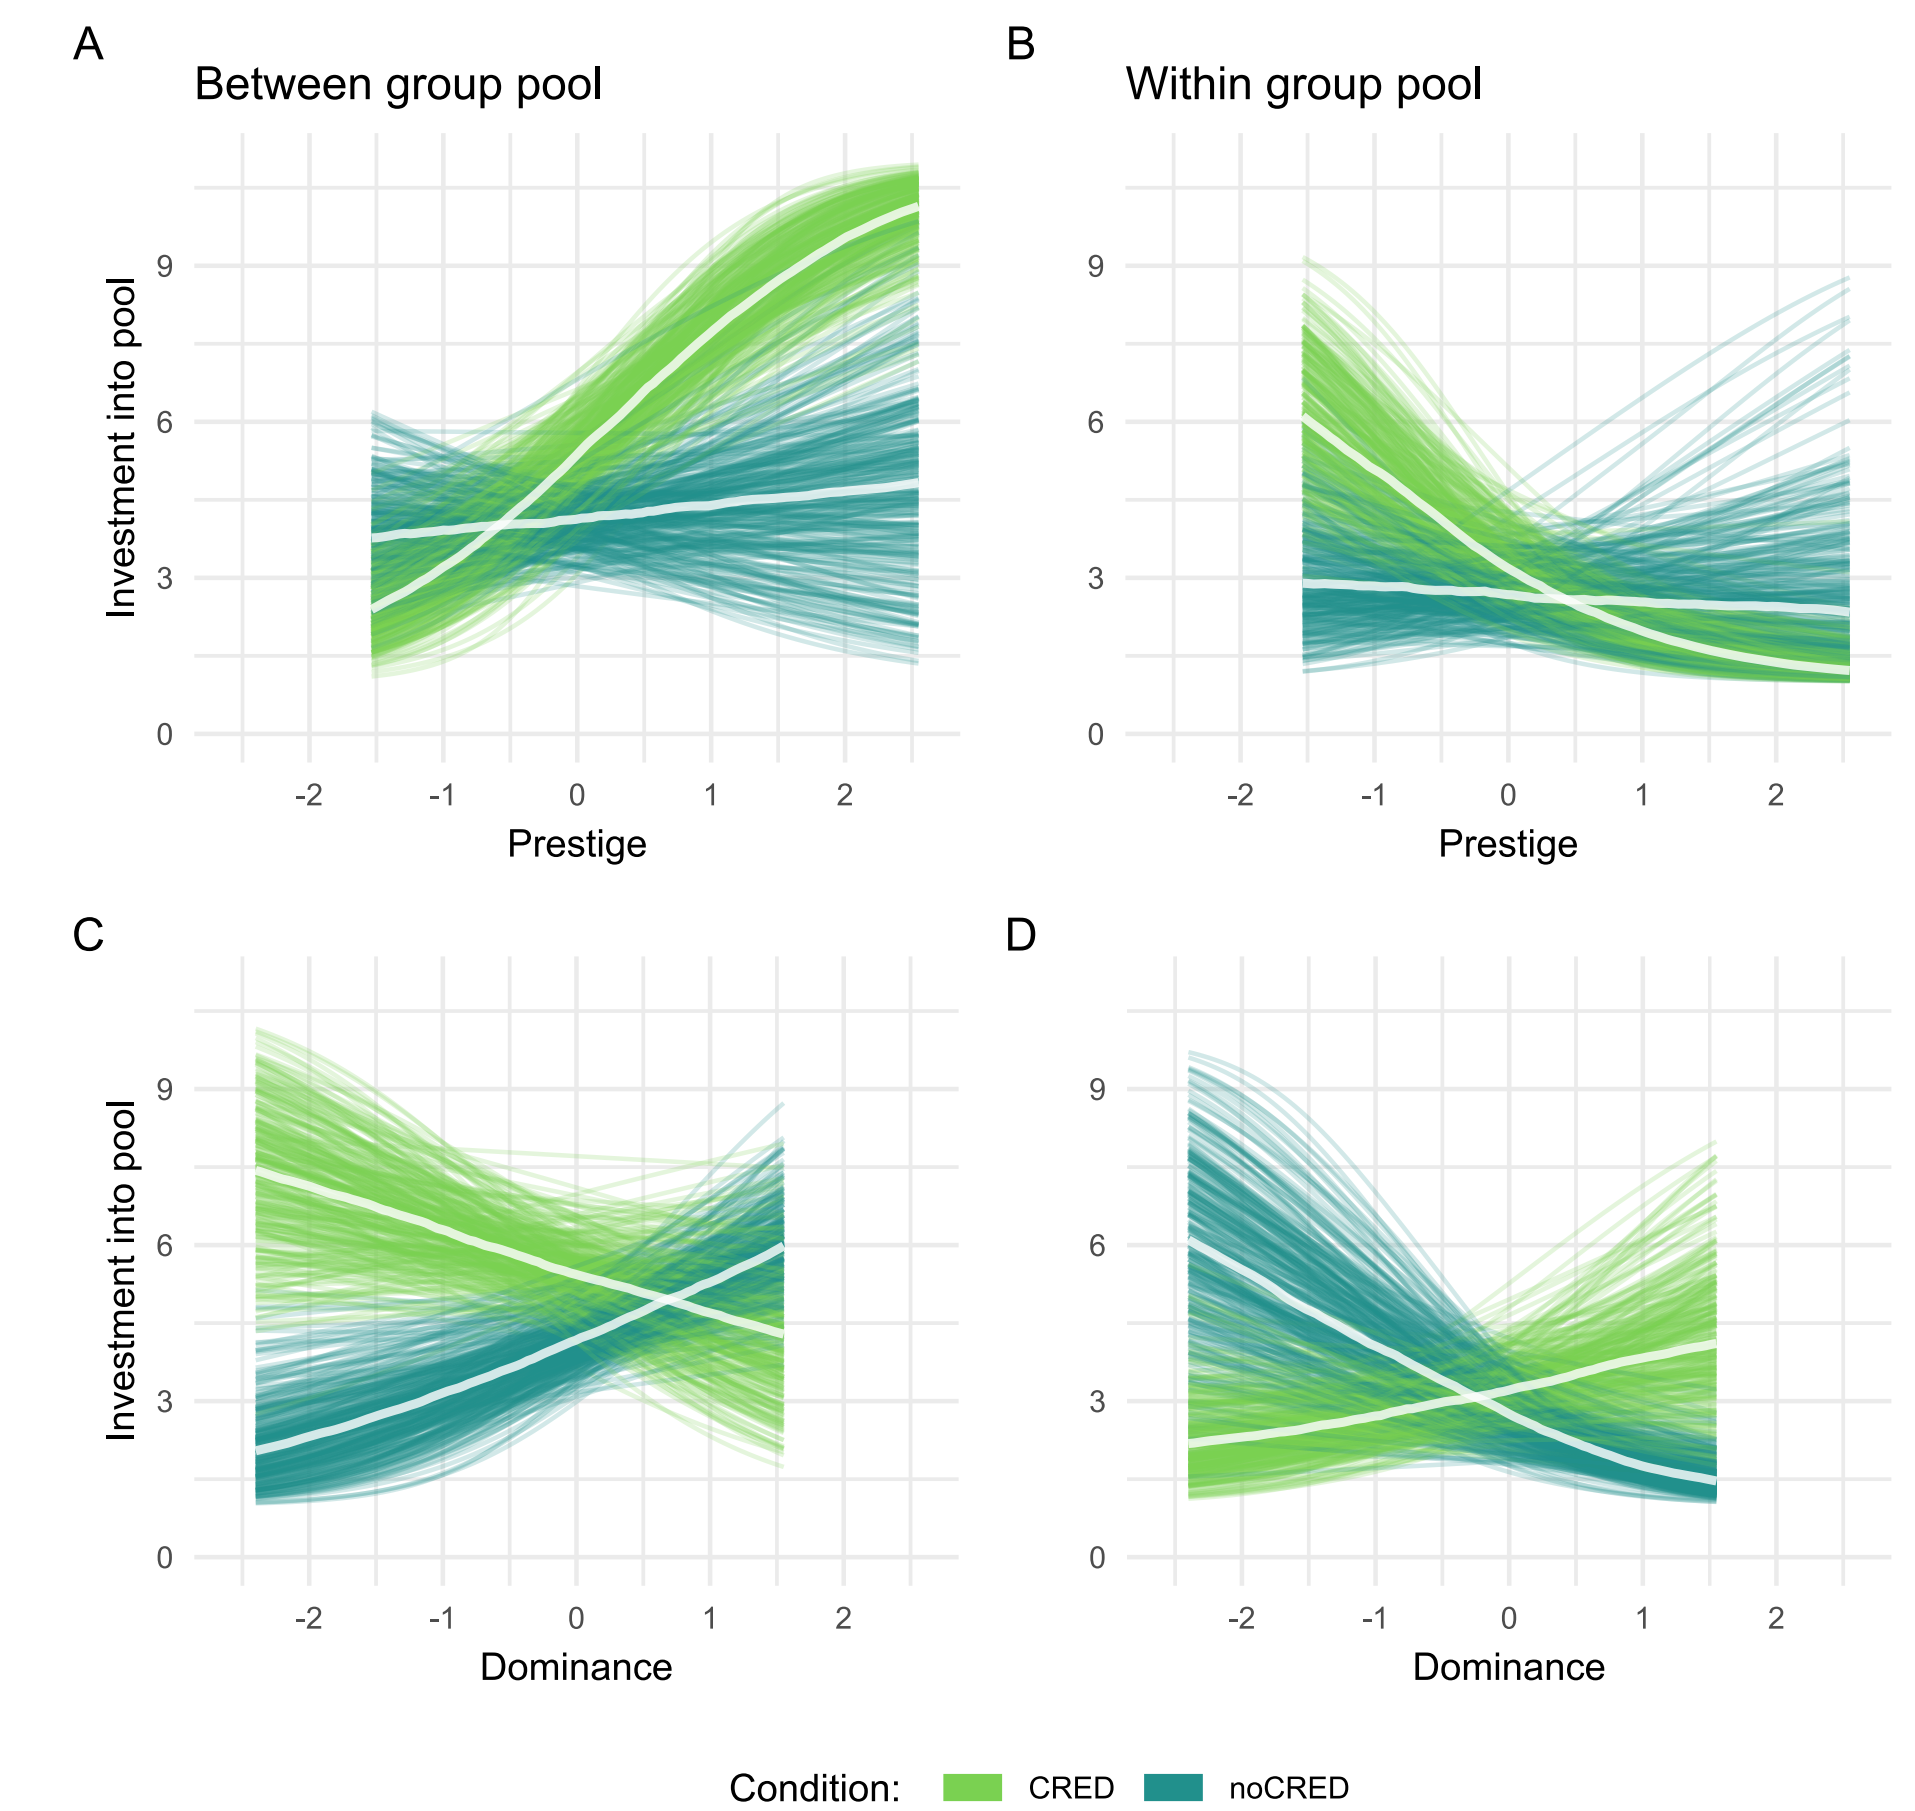 A
B
Between group pool
Within group pool
Investment into pool
9
6
3
0
9
6
3
0
-2 -1 0 1 2
-2 -1 0 1 2
Prestige
Prestige
C
D
Investment into pool
9
6
3
0
9
6
3
0
-2 -1 0 1 2
-2 -1 0 1 2
Dominance
Dominance
Condition: CRED noCRED